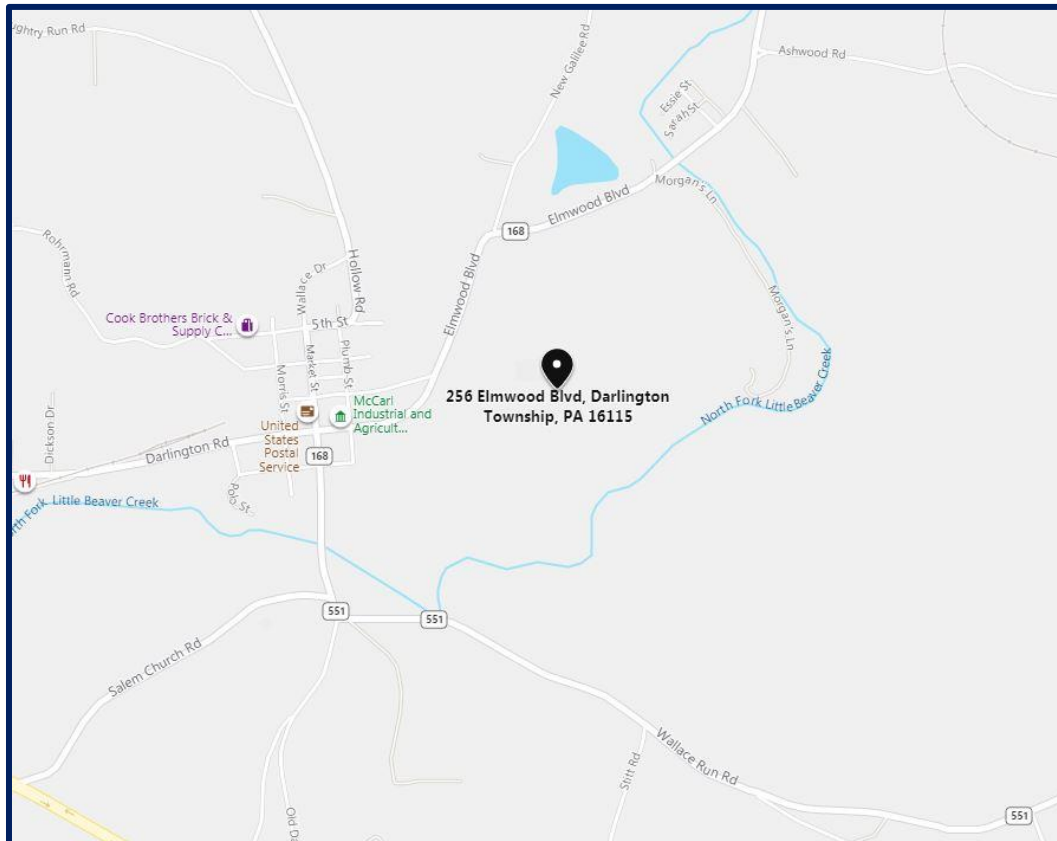 ughtry Run Rd
New Galilee Rd
Ashwood Rd
Essie St
Sarah St
Morgan's Ln
Elmwood Blvd
168
Rohrmann Rd
Wallace Dr
Hollow Rd
Elmwood Blvd
Morgan's Ln
Cook Brothers Brick &
Supply C...
5th St
Market St
Plumb St
Morris St
256 Elmwood Blvd, Darlington
Township, PA 16115
North Fork Little Beaver Creek
McCarl
Industrial and
Agricult...
United
States
Postal
Service
Dickson Dr
Darlington Rd
168
Polo St
rth Fork Little Beaver Creek
551
551
Salem Church Rd
Wallace Run Rd
Stitt Rd
Old Da
551